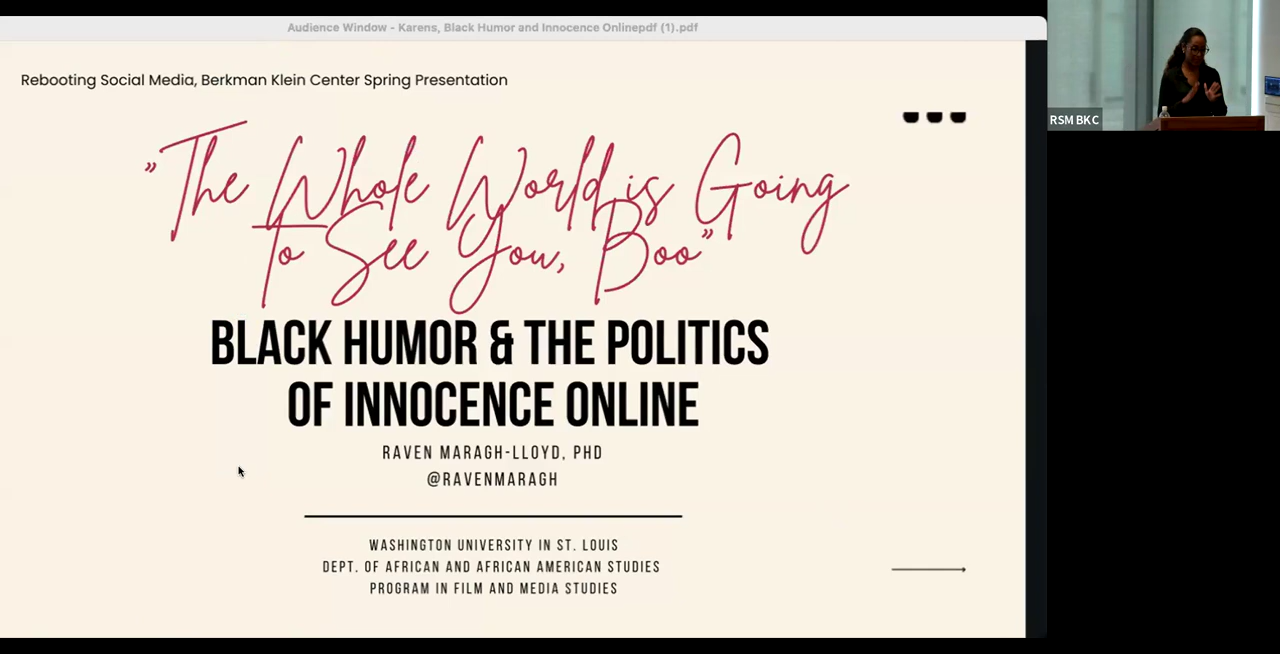 Audience Window - Karens, Black Humor and Innocence Onlinepdf (1).pdf
Rebooting Social Media, Berkman Klein Center Spring Presentation
RSM BKC
"The Whole World is Going
To See You, Boo"
BLACK HUMOR & THE POLITICS
OF INNOCENCE ONLINE
RAVEN MARAGH-LLOYD, PHD
@RAVENMARAGH
WASHINGTON UNIVERSITY IN ST. LOUIS
DEPT. OF AFRICAN AND AFRICAN AMERICAN STUDIES
PROGRAM IN FILM AND MEDIA STUDIES